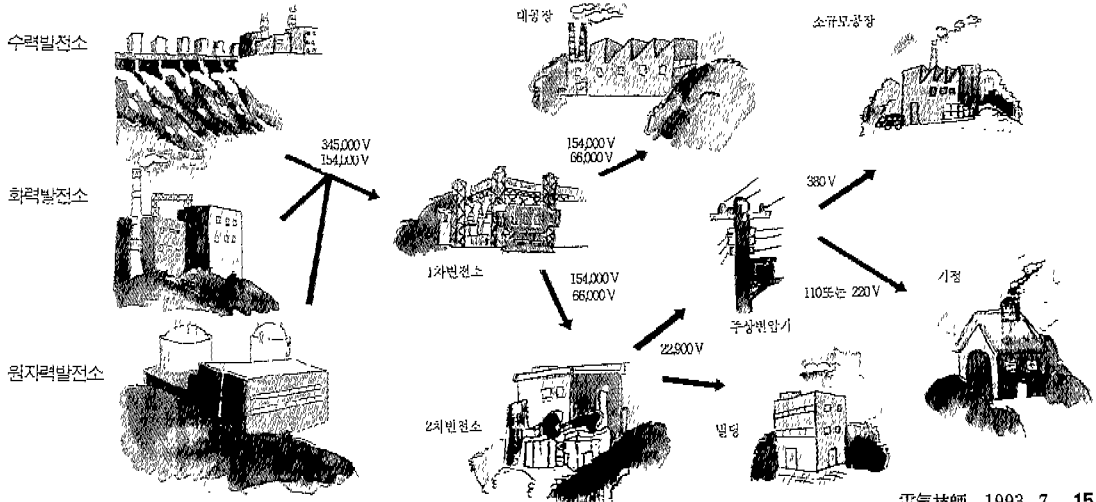 수력발전소
화력발전소
원자력발전소
345,000 V
154,000 V
대공장
154,000 V
66,000 V
1차변전소
154,000 V
66,000 V
2차변전소
22,900 V
주상변압기
빌딩
380 V
110또는 220 V
소규모공장
가정
電氣技師 1993. 7 15